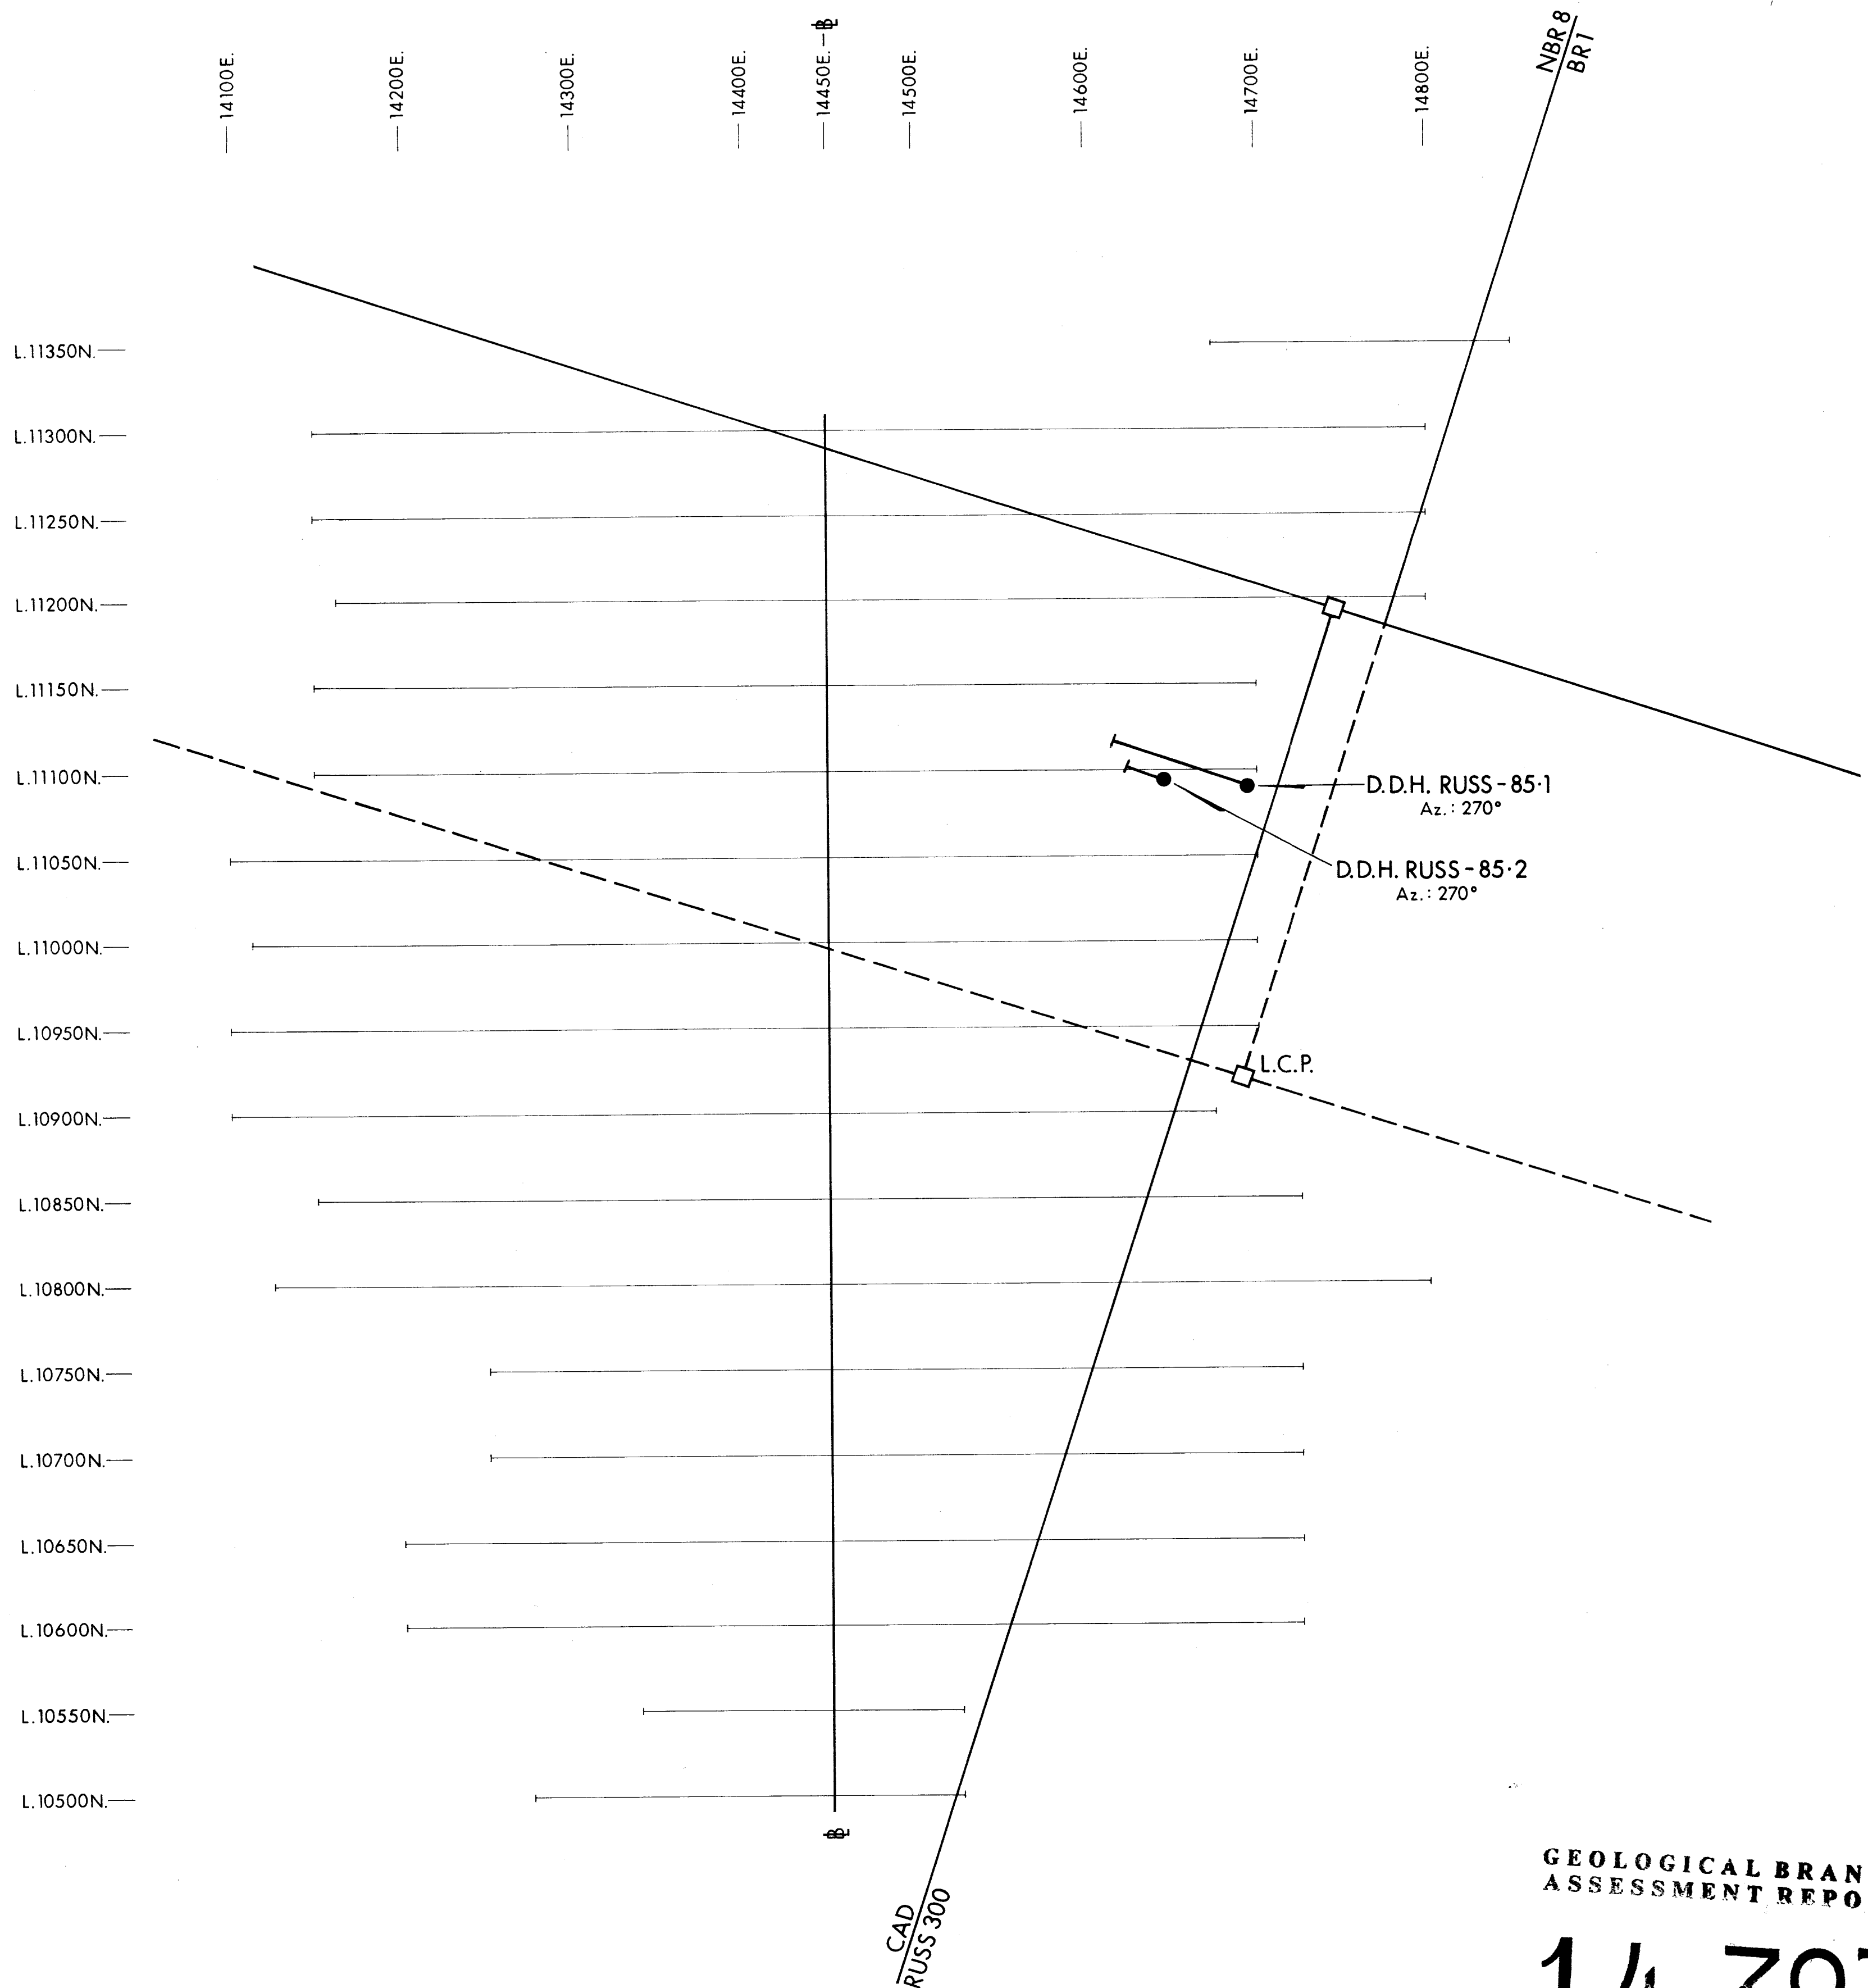 14100E.
14200E.
14300E.
14400E.
14450E.
14500E.
14600E.
14700E.
14800E.
NBR 8
BR 1
L.11350N.
L.11300N.
L.11250N.
L.11200N.
L.11150N.
L.11100N.
D.D.H. RUSS-85·1
Az.: 270°
L.11050N.
D.D.H. RUSS-85·2
Az.: 270°
L.11000N.
L.10950N.
L.C.P.
L.10900N.
L.10850N.
L.10800N.
L.10750N.
L.10700N.
L.10650N.
L.10600N.
L.10550N.
L.10500N.
CAD
RUSS 300
GEOLOGICAL BRAN
ASSESSMENT REPO